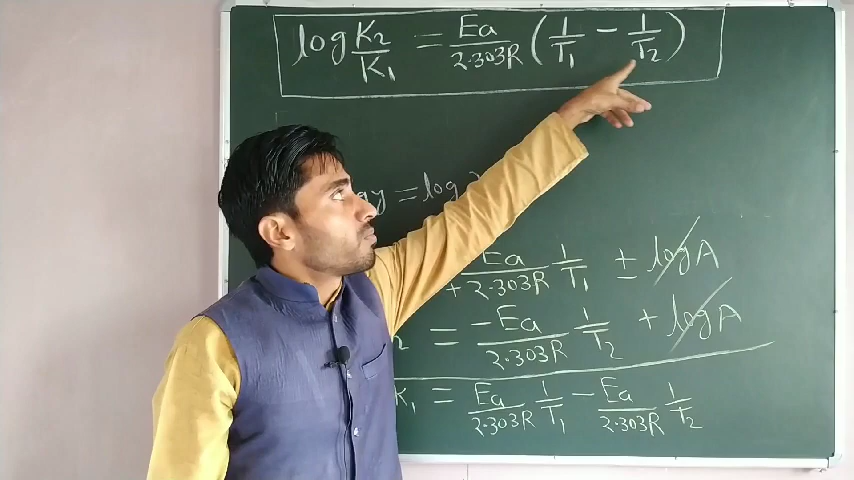 log K2/K1 = Ea/2.303R (1/T1 - 1/T2)
= log
Ea/+2.303R 1/T1 ± log A
= -Ea/2.303R 1/T2 + log A
K1 = Ea/2.303R 1/T1 - Ea/2.303R 1/T2